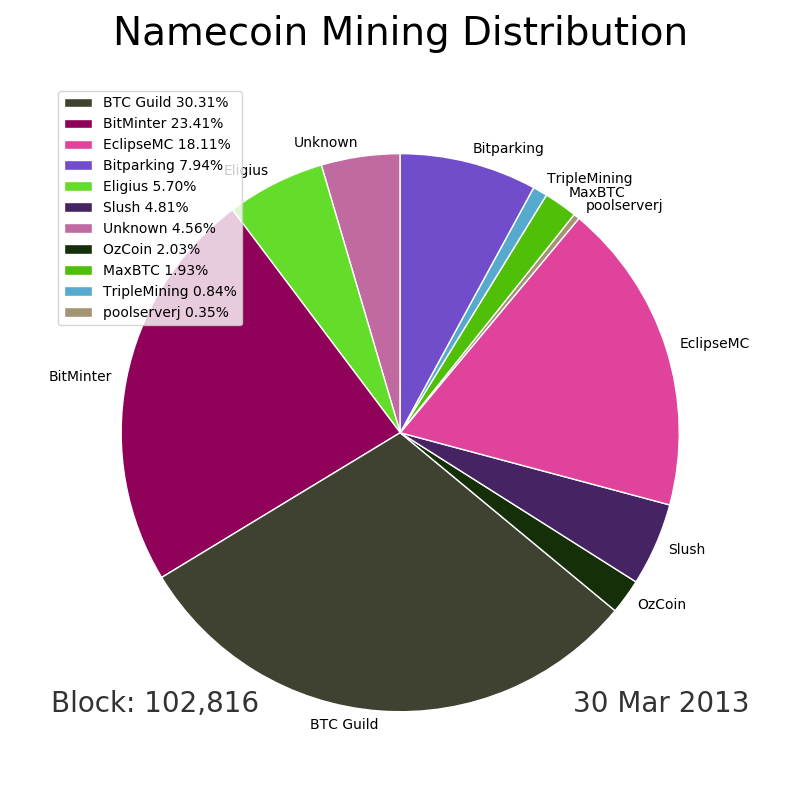 Namecoin Mining Distribution
BTC Guild 30.31%
BitMinter 23.41%
EclipseMC 18.11%
Bitparking 7.94%
Eligius 5.70%
Slush 4.81%
Unknown 4.56%
OzCoin 2.03%
MaxBTC 1.93%
TripleMining 0.84%
poolserverj 0.35%
Unknown
Bitparking
Eligius
TripleMining
MaxBTC
poolserverj
EclipseMC
BitMinter
Slush
OzCoin
BTC Guild
Block: 102,816
30 Mar 2013